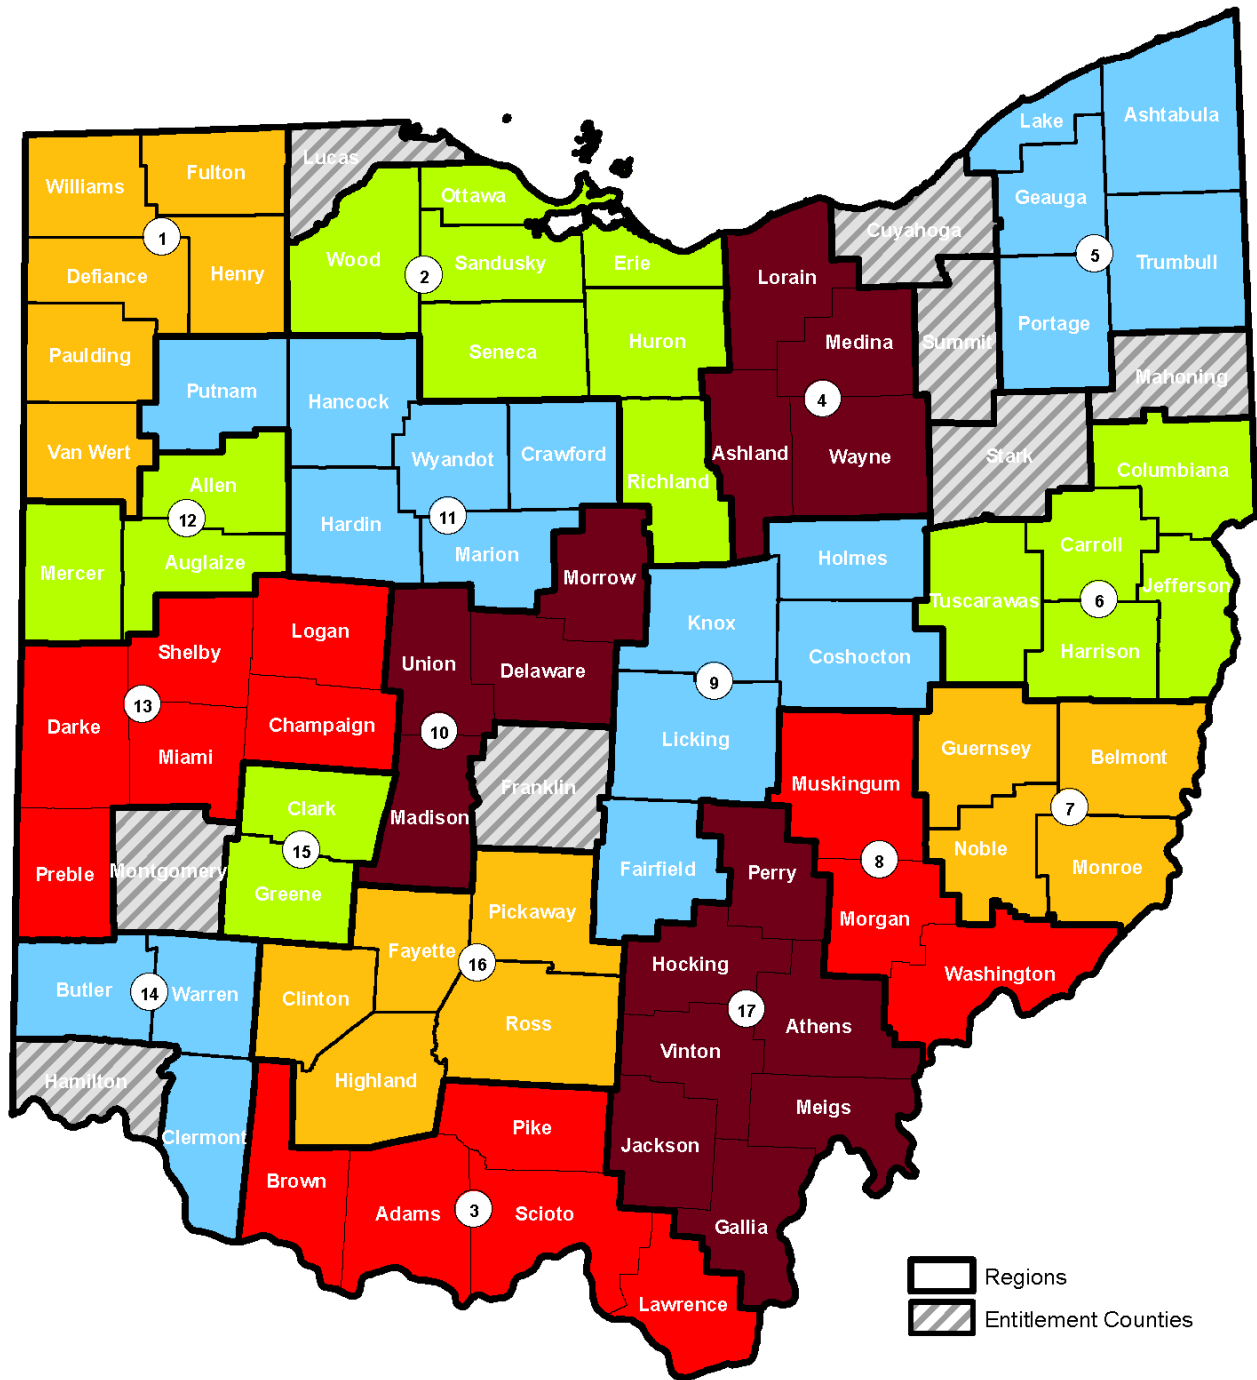 Lake
Ashtabula
Lucas
Fulton
Williams
Ottawa
Geauga
Cuyahoga
1
Wood
Sandusky
Erie
5
Trumbull
Defiance
Henry
2
Lorain
Portage
Paulding
Seneca
Huron
Medina
Summit
Mahoning
Putnam
Hancock
4
Van Wert
Wyandot
Crawford
Ashland
Wayne
Stark
Columbiana
Allen
Richland
12
Hardin
11
Marion
Holmes
Carroll
Mercer
Auglaize
Morrow
Jefferson
Tuscarawas
6
Logan
Knox
Shelby
Union
Delaware
Coshocton
Harrison
9
13
Darke
Champaign
10
Licking
Guernsey
Belmont
Miami
Muskingum
Franklin
Clark
Madison
7
15
Noble
8
Preble
Montgomery
Fairfield
Perry
Monroe
Greene
Pickaway
Morgan
Fayette
16
Hocking
Washington
Butler
14
Warren
Clinton
17
Ross
Athens
Vinton
Hamilton
Highland
Meigs
Clermont
Pike
Jackson
Brown
Adams
3
Scioto
Gallia
Regions
Lawrence
Entitlement Counties